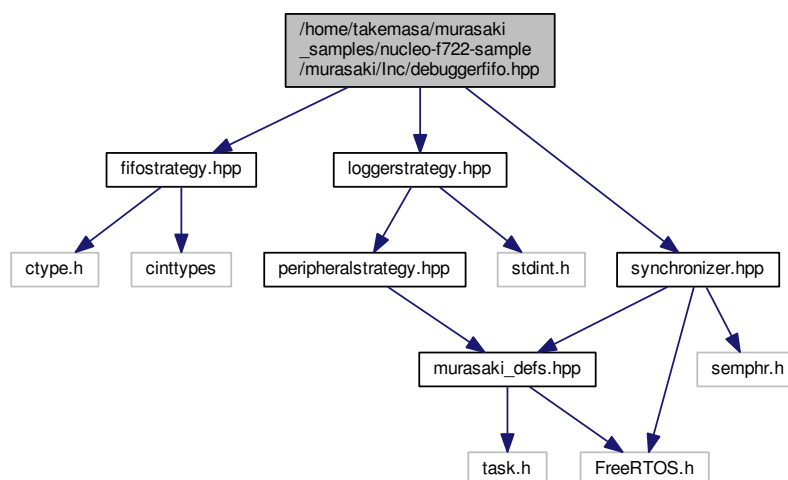 /home/takemasa/murasaki
_samples/nucleo-f722-sample
/murasaki/Inc/debuggerfifo.hpp
fifostrategy.hpp
loggerstrategy.hpp
ctype.h
cinttypes
peripheralstrategy.hpp
stdint.h
synchronizer.hpp
murasaki_defs.hpp
semphr.h
task.h
FreeRTOS.h